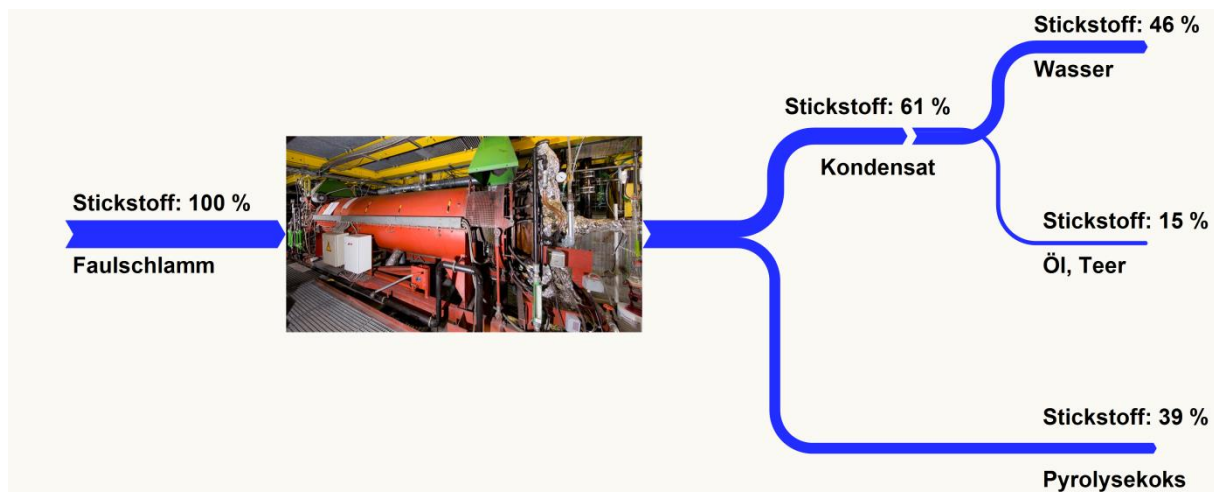 Stickstoff: 100 %
Faulschlamm
Stickstoff: 61 %
Kondensat
Stickstoff: 46 %
Wasser
Stickstoff: 15 %
Öl, Teer
Stickstoff: 39 %
Pyrolysekoks